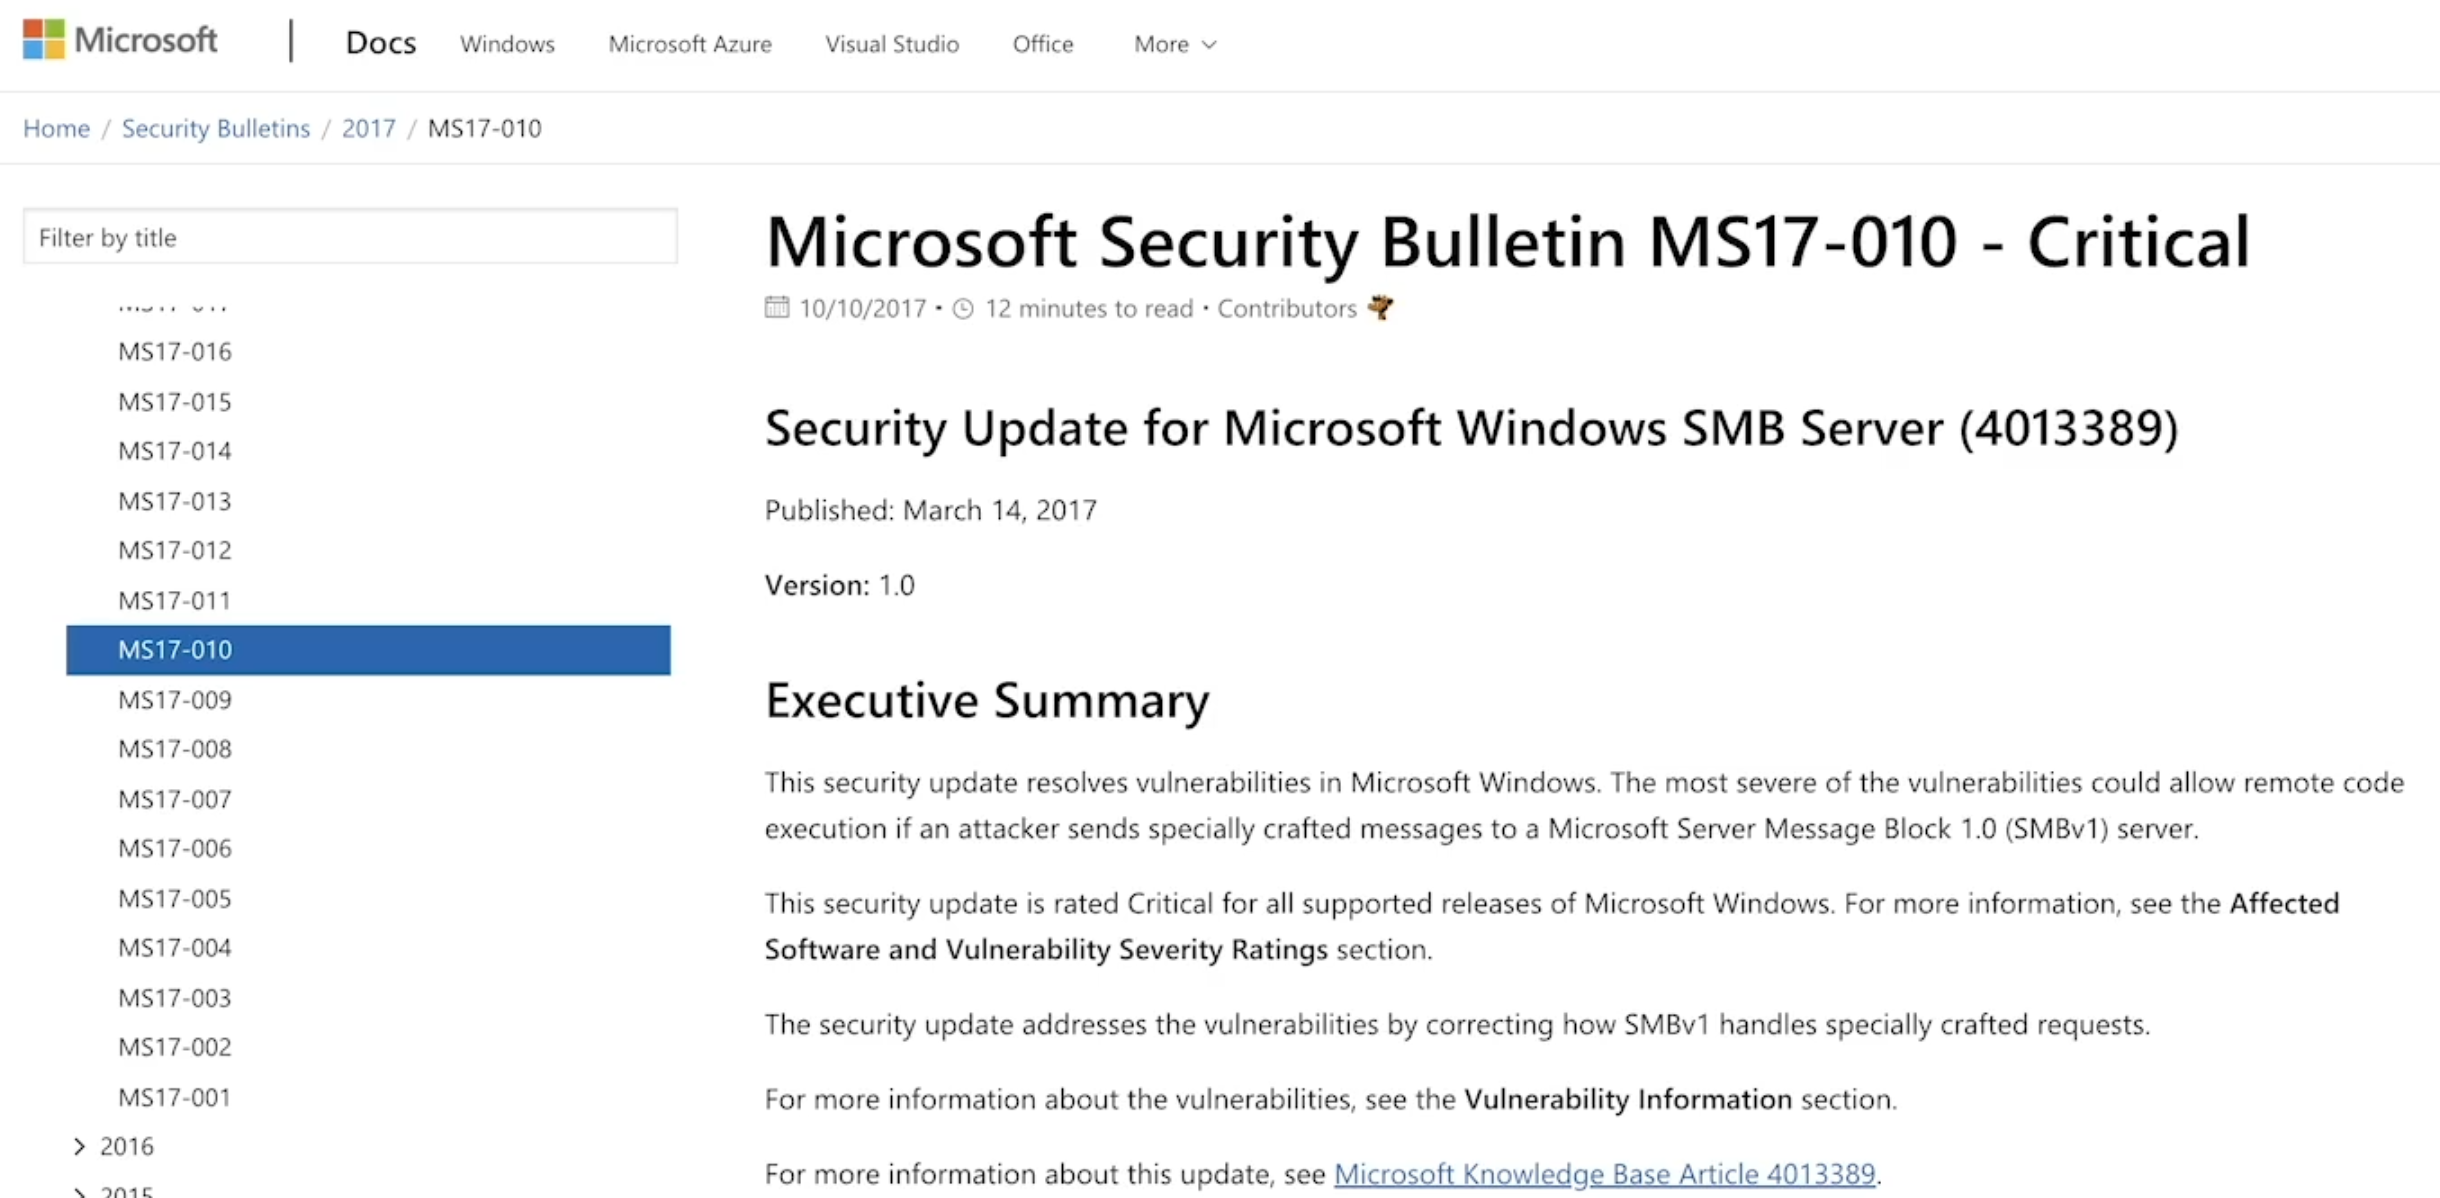 Microsoft | Docs Windows Microsoft Azure Visual Studio Office More
Home / Security Bulletins / 2017 / MS17-010
Filter by title
MS17-016
MS17-015
MS17-014
MS17-013
MS17-012
MS17-011
MS17-010
MS17-009
MS17-008
MS17-007
MS17-006
MS17-005
MS17-004
MS17-003
MS17-002
MS17-001
2016
2015
Microsoft Security Bulletin MS17-010 - Critical
10/10/2017 • 12 minutes to read • Contributors
Security Update for Microsoft Windows SMB Server (4013389)
Published: March 14, 2017
Version: 1.0
Executive Summary
This security update resolves vulnerabilities in Microsoft Windows. The most severe of the vulnerabilities could allow remote code
execution if an attacker sends specially crafted messages to a Microsoft Server Message Block 1.0 (SMBv1) server.
This security update is rated Critical for all supported releases of Microsoft Windows. For more information, see the Affected
Software and Vulnerability Severity Ratings section.
The security update addresses the vulnerabilities by correcting how SMBv1 handles specially crafted requests.
For more information about the vulnerabilities, see the Vulnerability Information section.
For more information about this update, see Microsoft Knowledge Base Article 4013389.